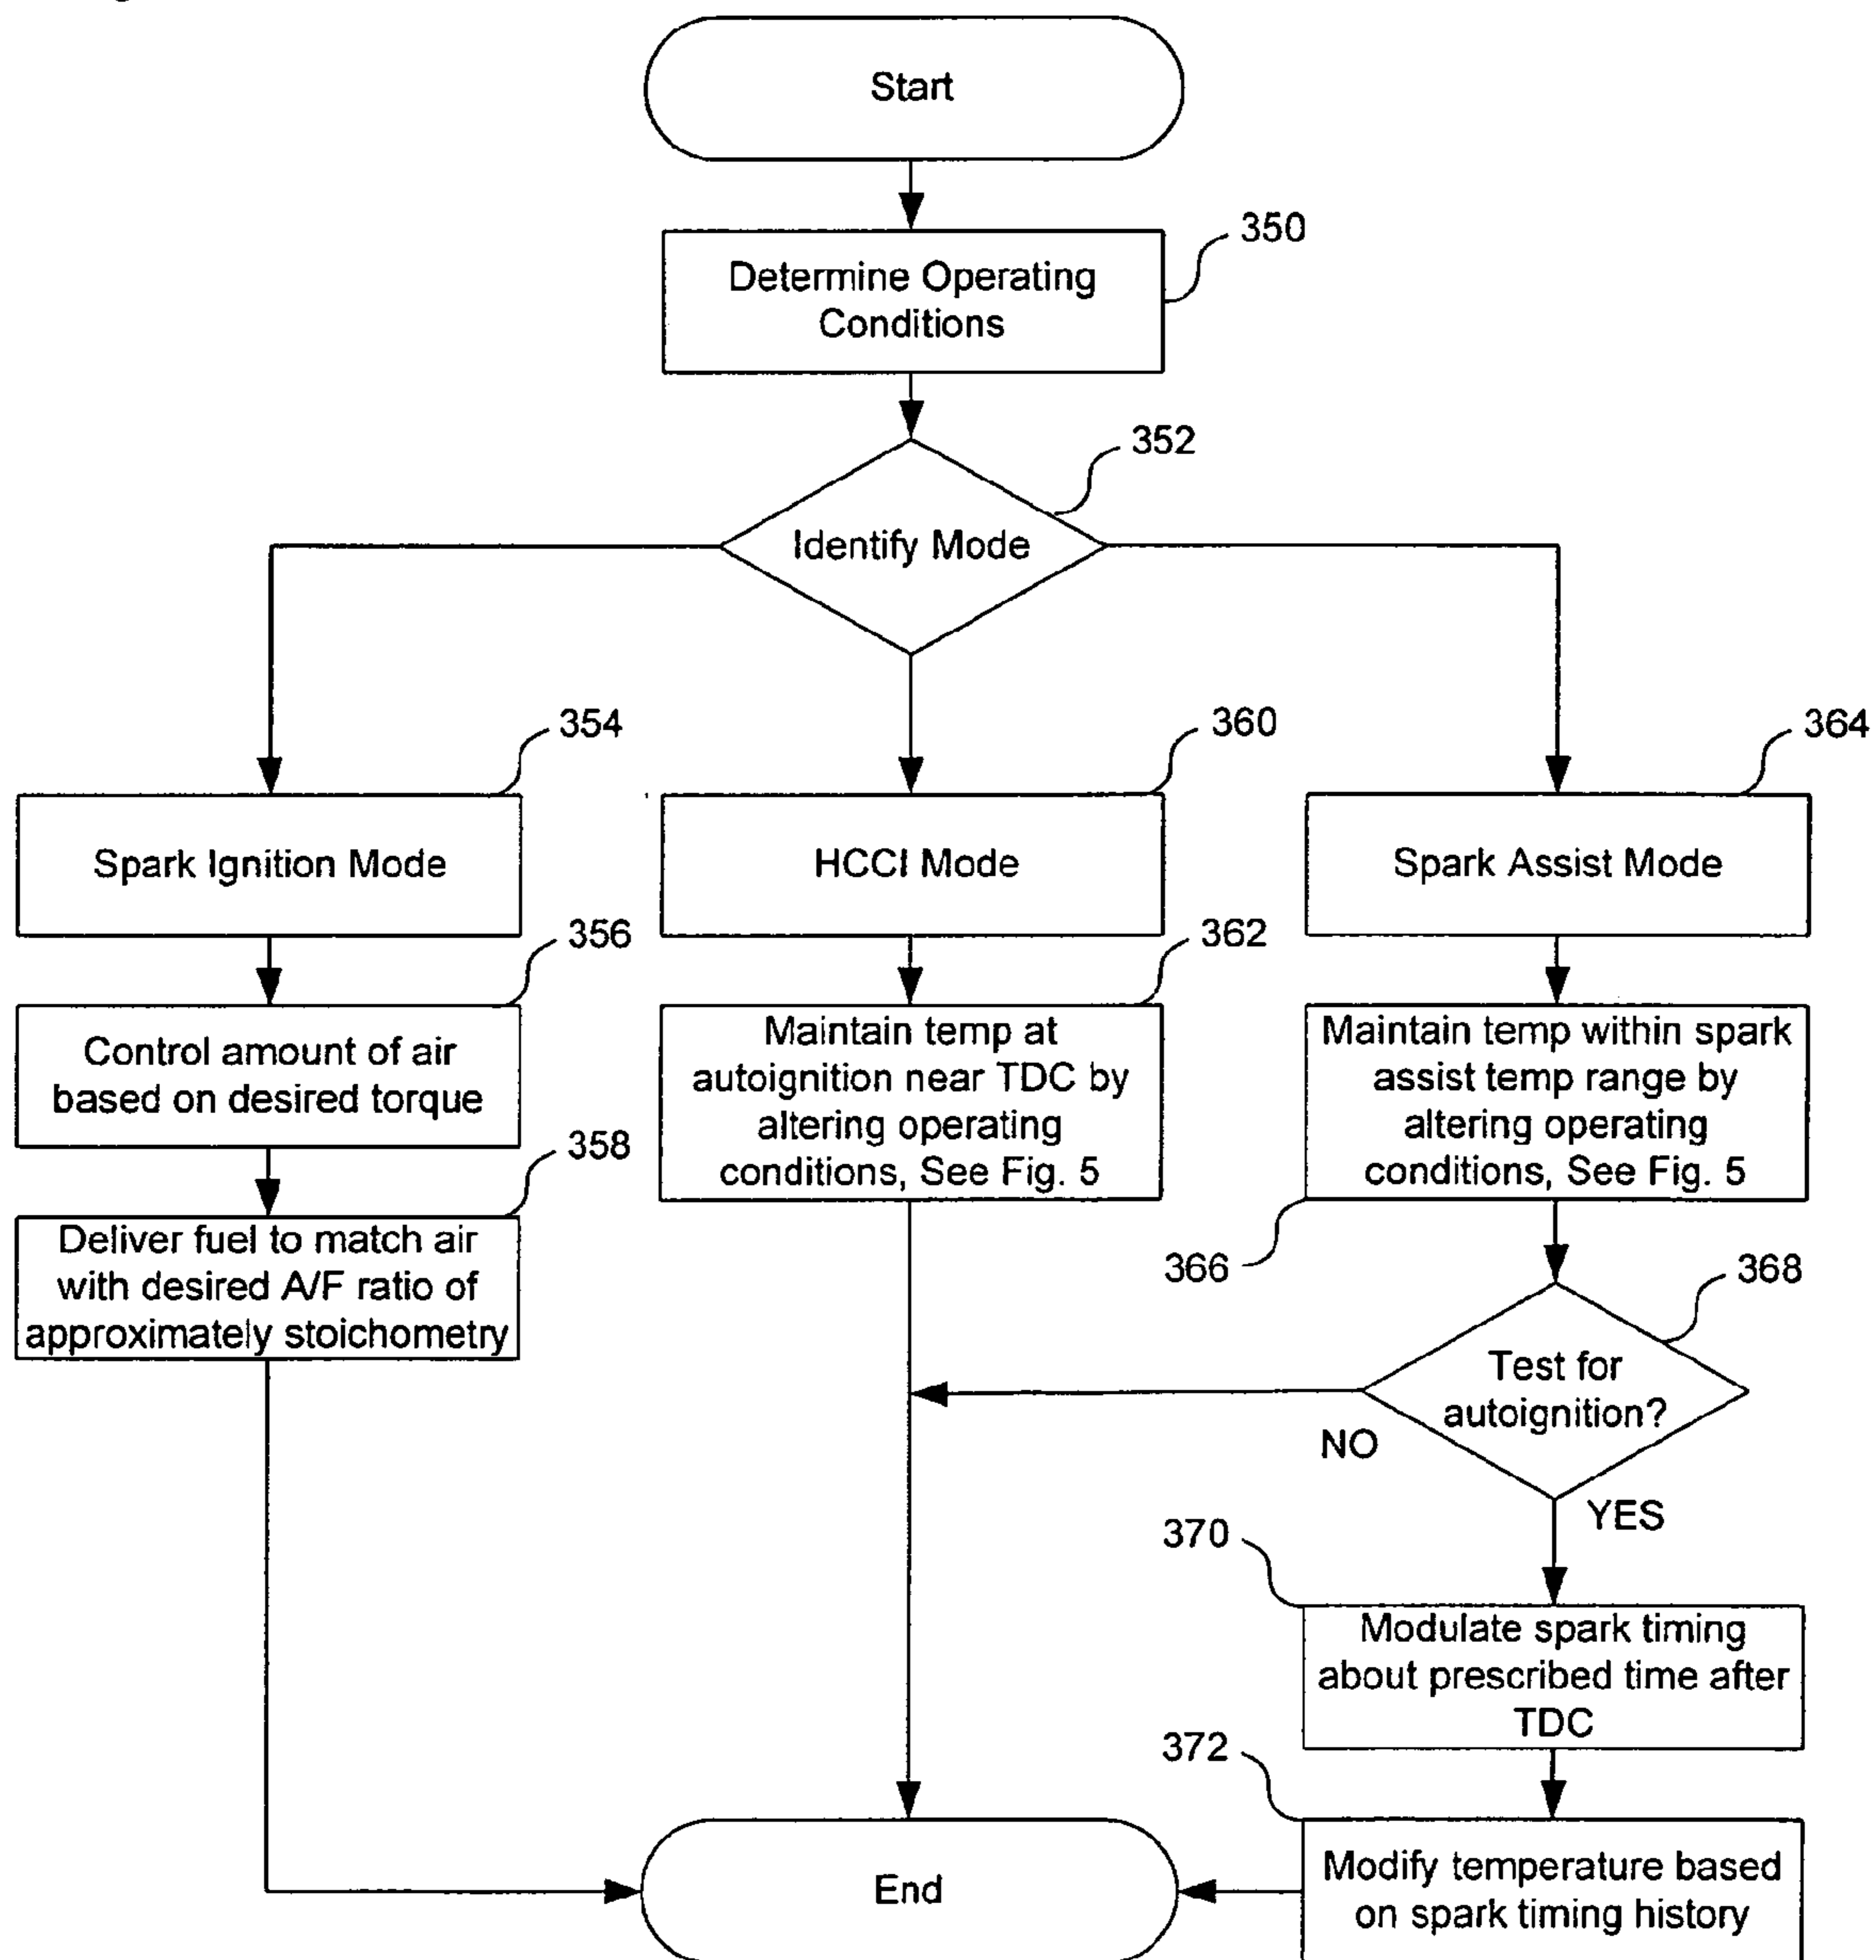 Start
350
Determine Operating
Conditions
352
Identify Mode
354
360
364
Spark Ignition Mode
HCCI Mode
Spark Assist Mode
356
362
Control amount of air
based on desired torque
Maintain temp at
autoignition near TDC by
altering operating
conditions, See Fig. 5
Maintain temp within spark
assist temp range by
altering operating
conditions, See Fig. 5
358
Deliver fuel to match air
with desired A/F ratio of
approximately stoichometry
366
368
Test for
autoignition?
NO
YES
370
Modulate spark timing
about prescribed time after
TDC
372
End
Modify temperature based
on spark timing history